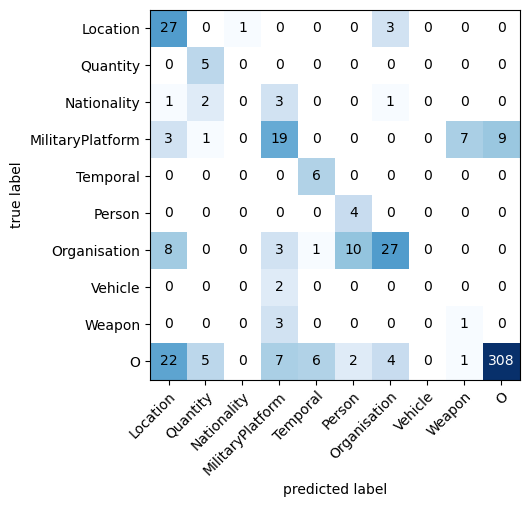 Location 27 0 1 0 0 0 3 0 0 0
Quantity 0 5 0 0 0 0 0 0 0 0
Nationality 1 2 0 3 0 0 1 0 0 0
MilitaryPlatform 3 1 0 19 0 0 0 0 7 9
Temporal 0 0 0 0 6 0 0 0 0 0
Person 0 0 0 0 0 4 0 0 0 0
Organisation 8 0 0 3 1 10 27 0 0 0
Vehicle 0 0 0 2 0 0 0 0 0 0
Weapon 0 0 0 3 0 0 0 0 1 0
O 22 5 0 7 6 2 4 0 1 308
true label
Location Quantity Nationality MilitaryPlatform Temporal Person Organisation Vehicle Weapon O
predicted label